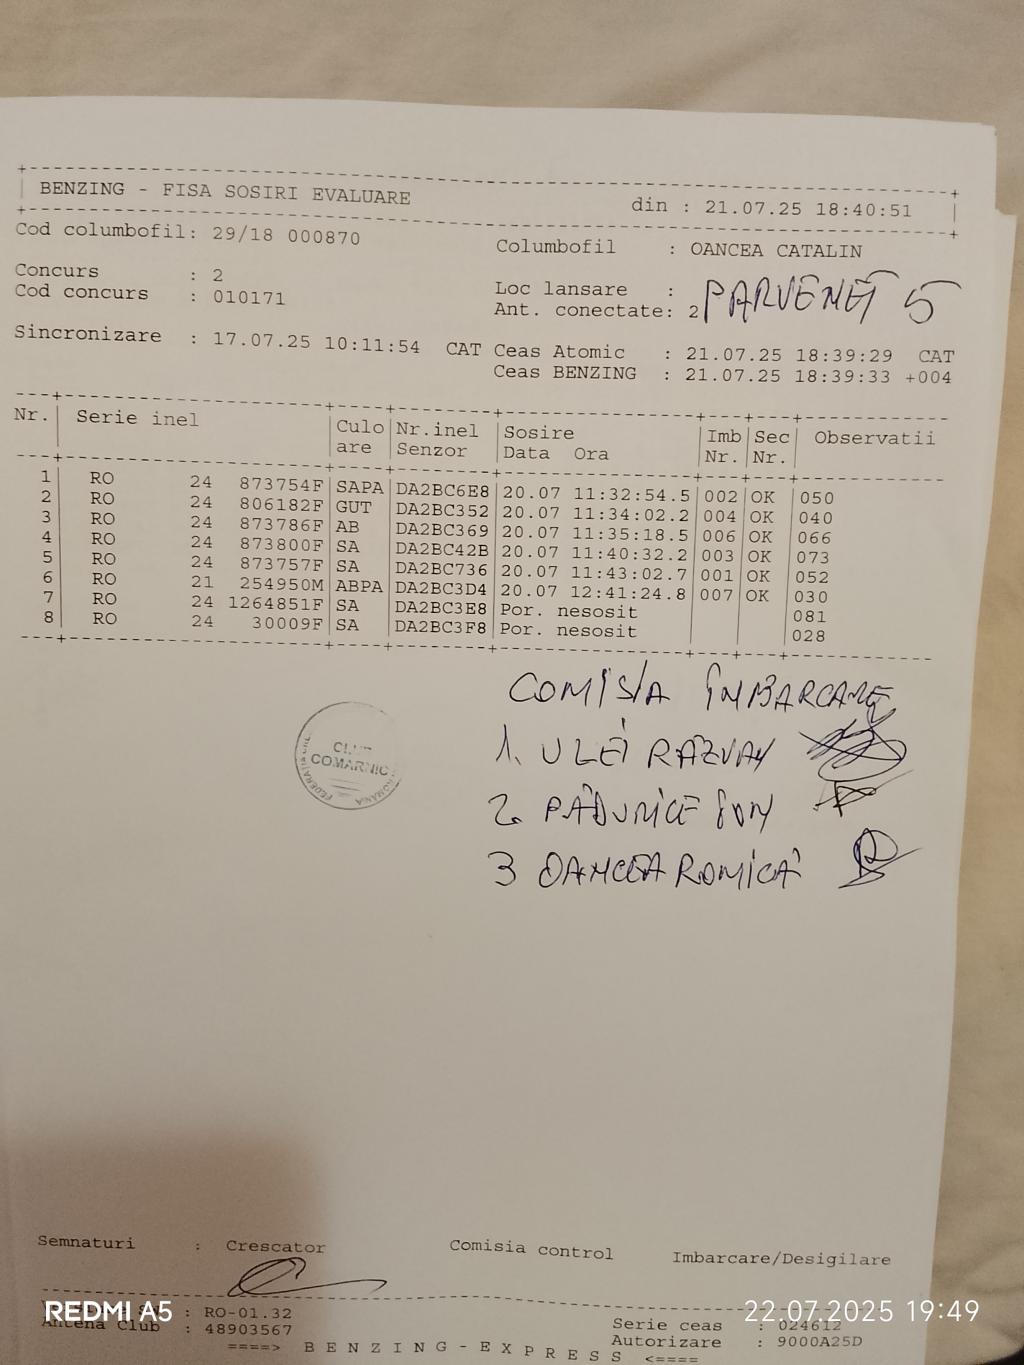 BENZING - FISA SOSIRI EVALUARE din : 21.07.25 18:40:51
Cod columbofil: 29/18 000870 Columbofil : OANCEA CATALIN
Concurs : 2 Loc lansare : PARVENET 5
Cod concurs : 010171 Ant. conectate: 2
Sincronizare : 17.07.25 10:11:54 CAT Ceas Atomic : 21.07.25 18:39:29 CAT
Ceas BENZING : 21.07.25 18:39:33 +004
Nr. Serie inel Culo Nr.inel Sosire Imb Sec Observatii
are Senzor Data Ora Nr. Nr.
1 RO 24 873754F SAPA DA2BC6E8 20.07 11:32:54.5 002 OK 050
2 RO 24 806182F GUT DA2BC352 20.07 11:34:02.2 004 OK 040
3 RO 24 873786F AB DA2BC369 20.07 11:35:18.5 006 OK 066
4 RO 24 873800F SA DA2BC42B 20.07 11:40:32.2 003 OK 073
5 RO 24 873757F SA DA2BC736 20.07 11:43:02.7 001 OK 052
6 RO 21 254950M ABPA DA2BC3D4 20.07 12:41:24.8 007 OK 030
7 RO 24 1264851F SA DA2BC3E8 Por. nesosit 081
8 RO 24 30009F SA DA2BC3F8 Por. nesosit 028
COMISIA ÎMBARCARE
1. ULEI RĂZVAN
2. PĂDURICE ION
3 OANCEA ROMICĂ
CLUB
COMARNIC
ROMANIA
Semnaturi : Crescator Comisia control Imbarcare/Desigilare
: RO-01.32 Serie ceas : 024612
Antena Club : 48903567 Autorizare : 9000A25D
====> BENZING-EXPRESS <====
REDMI A5
22.07.2025 19:49